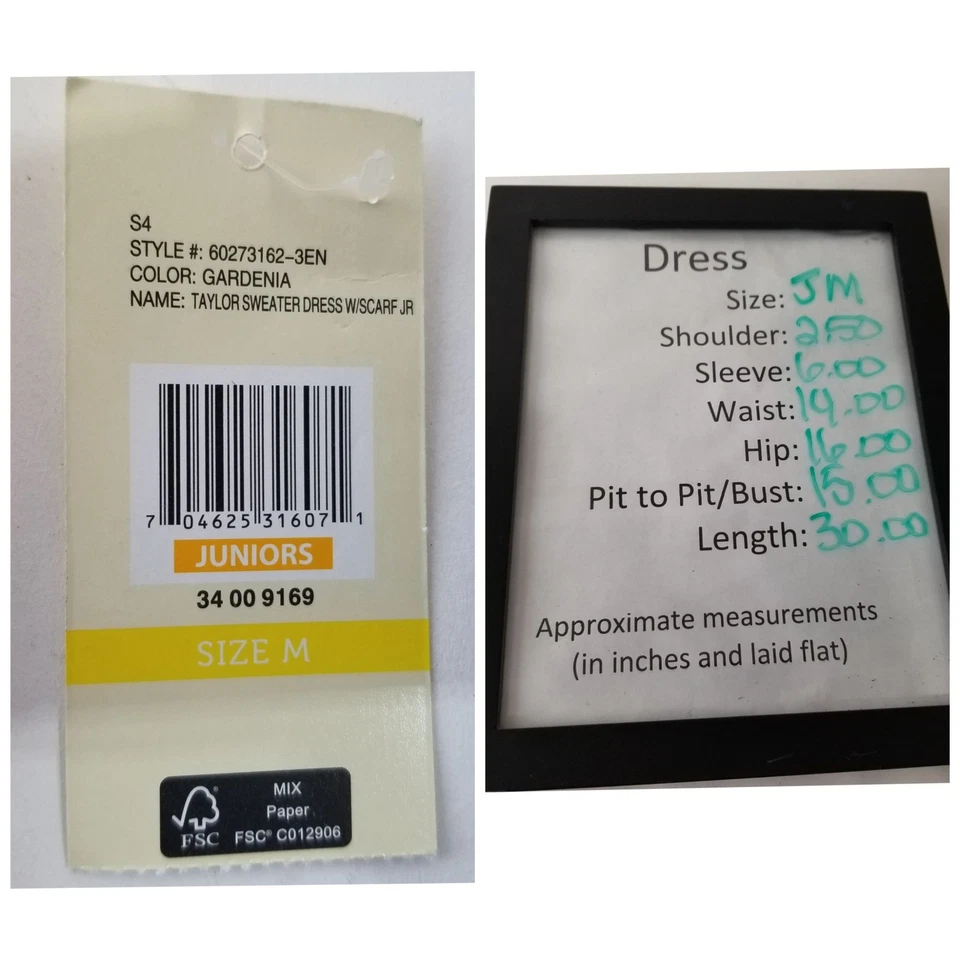 S4
STYLE #: 60273162-3EN
COLOR: GARDENIA
NAME: TAYLOR SWEATER DRESS W/SCARF JR
7 04625 31607 1
JUNIORS
34 00 9169
SIZE M
MIX
Paper
FSC® C012906
FSC
Dress
Size: JM
Shoulder: 2.50
Sleeve: 6.00
Waist: 14.00
Hip: 16.00
Pit to Pit/Bust: 15.00
Length: 30.00
Approximate measurements
(in inches and laid flat)